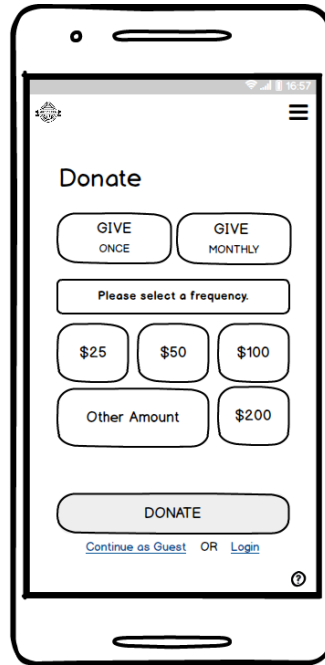 16:57
Donate
GIVE GIVE
ONCE MONTHLY
Please select a frequency.
$25 $50 $100
Other Amount $200
DONATE
Continue as Guest OR Login
?